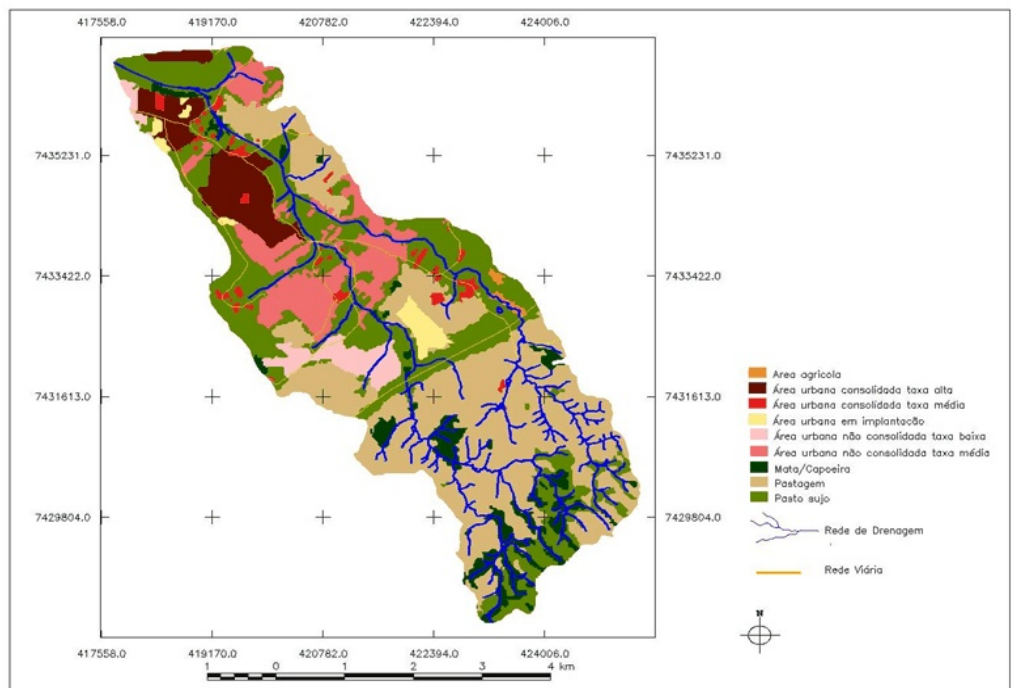 417558.0 419170.0 420782.0 422394.0 424006.0
7435231.0 7435231.0
7433422.0 7433422.0
7431613.0 7431613.0
7429804.0 7429804.0
417558.0 419170.0 420782.0 422394.0 424006.0
1 0 1 2 3 4 km
Area agricola
Área urbana consolidada taxa alta
Área urbana consolidada taxa média
Área urbana em implantação
Área urbana não consolidada taxa baixa
Área urbana não consolidada taxa média
Mata/Capoeira
Pastagem
Pasto sujo
Rede de Drenagem
Rede Viária
N